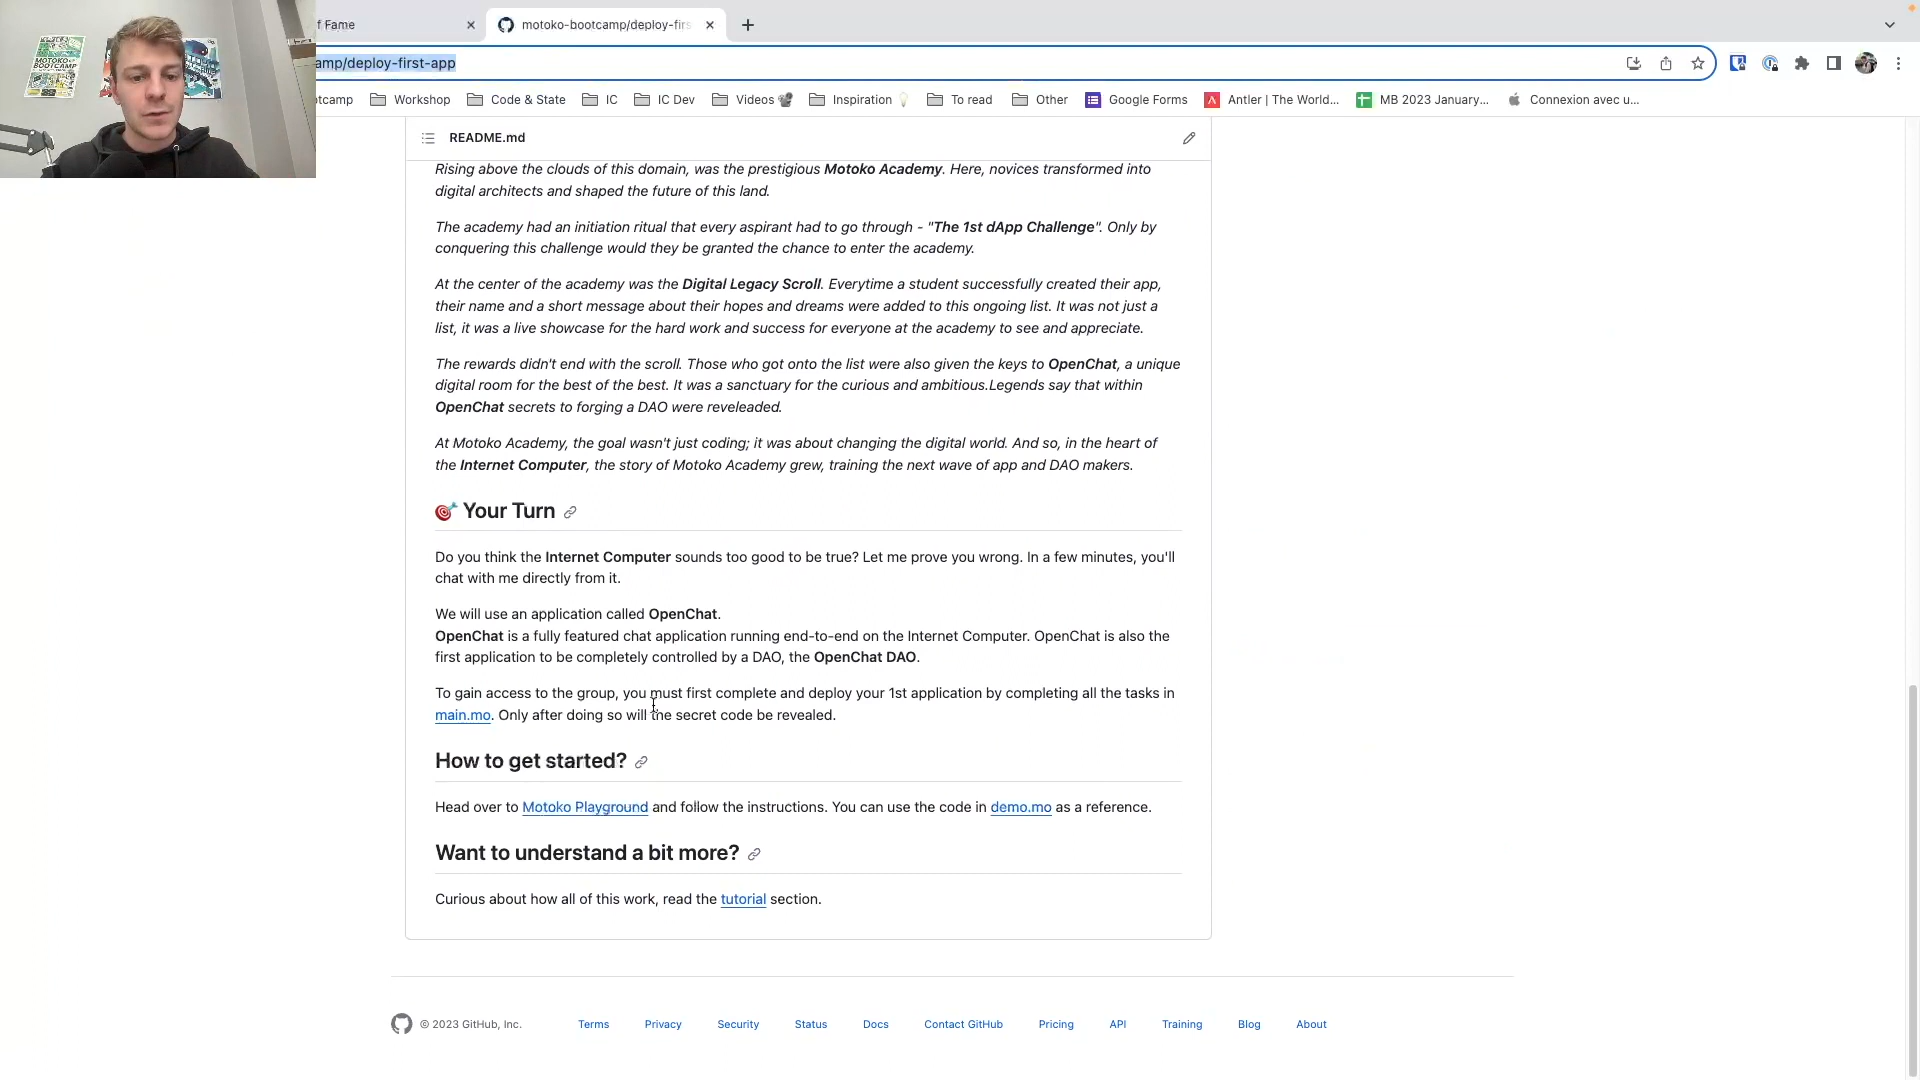 f Fame
motoko-bootcamp/deploy-firs
amp/deploy-first-app
otcamp Workshop Code & State IC IC Dev Videos Inspiration To read Other Google Forms Antler | The World... MB 2023 January... Connexion avec u...
MOTOKO
BOOTCAMP
README.md
Rising above the clouds of this domain, was the prestigious Motoko Academy. Here, novices transformed into
digital architects and shaped the future of this land.
The academy had an initiation ritual that every aspirant had to go through - "The 1st dApp Challenge". Only by
conquering this challenge would they be granted the chance to enter the academy.
At the center of the academy was the Digital Legacy Scroll. Everytime a student successfully created their app,
their name and a short message about their hopes and dreams were added to this ongoing list. It was not just a
list, it was a live showcase for the hard work and success for everyone at the academy to see and appreciate.
The rewards didn't end with the scroll. Those who got onto the list were also given the keys to OpenChat, a unique
digital room for the best of the best. It was a sanctuary for the curious and ambitious.Legends say that within
OpenChat secrets to forging a DAO were reveleaded.
At Motoko Academy, the goal wasn't just coding; it was about changing the digital world. And so, in the heart of
the Internet Computer, the story of Motoko Academy grew, training the next wave of app and DAO makers.
🎯 Your Turn
Do you think the Internet Computer sounds too good to be true? Let me prove you wrong. In a few minutes, you'll
chat with me directly from it.
We will use an application called OpenChat.
OpenChat is a fully featured chat application running end-to-end on the Internet Computer. OpenChat is also the
first application to be completely controlled by a DAO, the OpenChat DAO.
To gain access to the group, you must first complete and deploy your 1st application by completing all the tasks in
main.mo. Only after doing so will the secret code be revealed.
How to get started?
Head over to Motoko Playground and follow the instructions. You can use the code in demo.mo as a reference.
Want to understand a bit more?
Curious about how all of this work, read the tutorial section.
© 2023 GitHub, Inc. Terms Privacy Security Status Docs Contact GitHub Pricing API Training Blog About